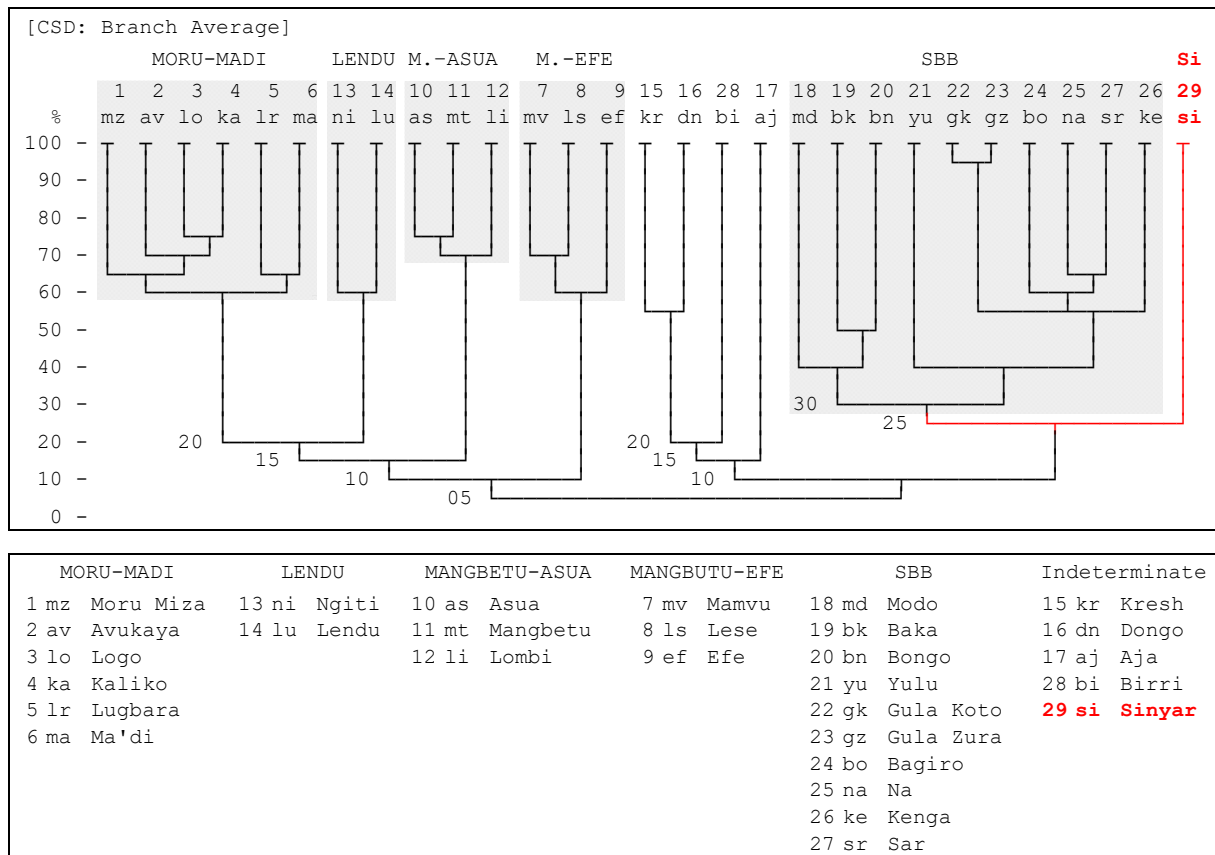 [CSD: Branch Average]
MORU-MADI LENDU M.-ASUA M.-EFE SBB Si
1 2 3 4 5 6 13 14 10 11 12 7 8 9 15 16 28 17 18 19 20 21 22 23 24 25 27 26 29
% mz av lo ka lr ma ni lu as mt li mv ls ef kr dn bi aj md bk bn yu gk gz bo na sr ke si
100 -
90 -
80 -
70 -
60 -
50 -
40 -
30 - 30
25
20 - 20 20
15 15
10 - 10 10
05
0 -
MORU-MADI LENDU MANGBETU-ASUA MANGBUTU-EFE SBB Indeterminate
1 mz Moru Miza 13 ni Ngiti 10 as Asua 7 mv Mamvu 18 md Modo 15 kr Kresh
2 av Avukaya 14 lu Lendu 11 mt Mangbetu 8 ls Lese 19 bk Baka 16 dn Dongo
3 lo Logo 12 li Lombi 9 ef Efe 20 bn Bongo 17 aj Aja
4 ka Kaliko 21 yu Yulu 28 bi Birri
5 lr Lugbara 22 gk Gula Koto 29 si Sinyar
6 ma Ma'di 23 gz Gula Zura
24 bo Bagiro
25 na Na
26 ke Kenga
27 sr Sar